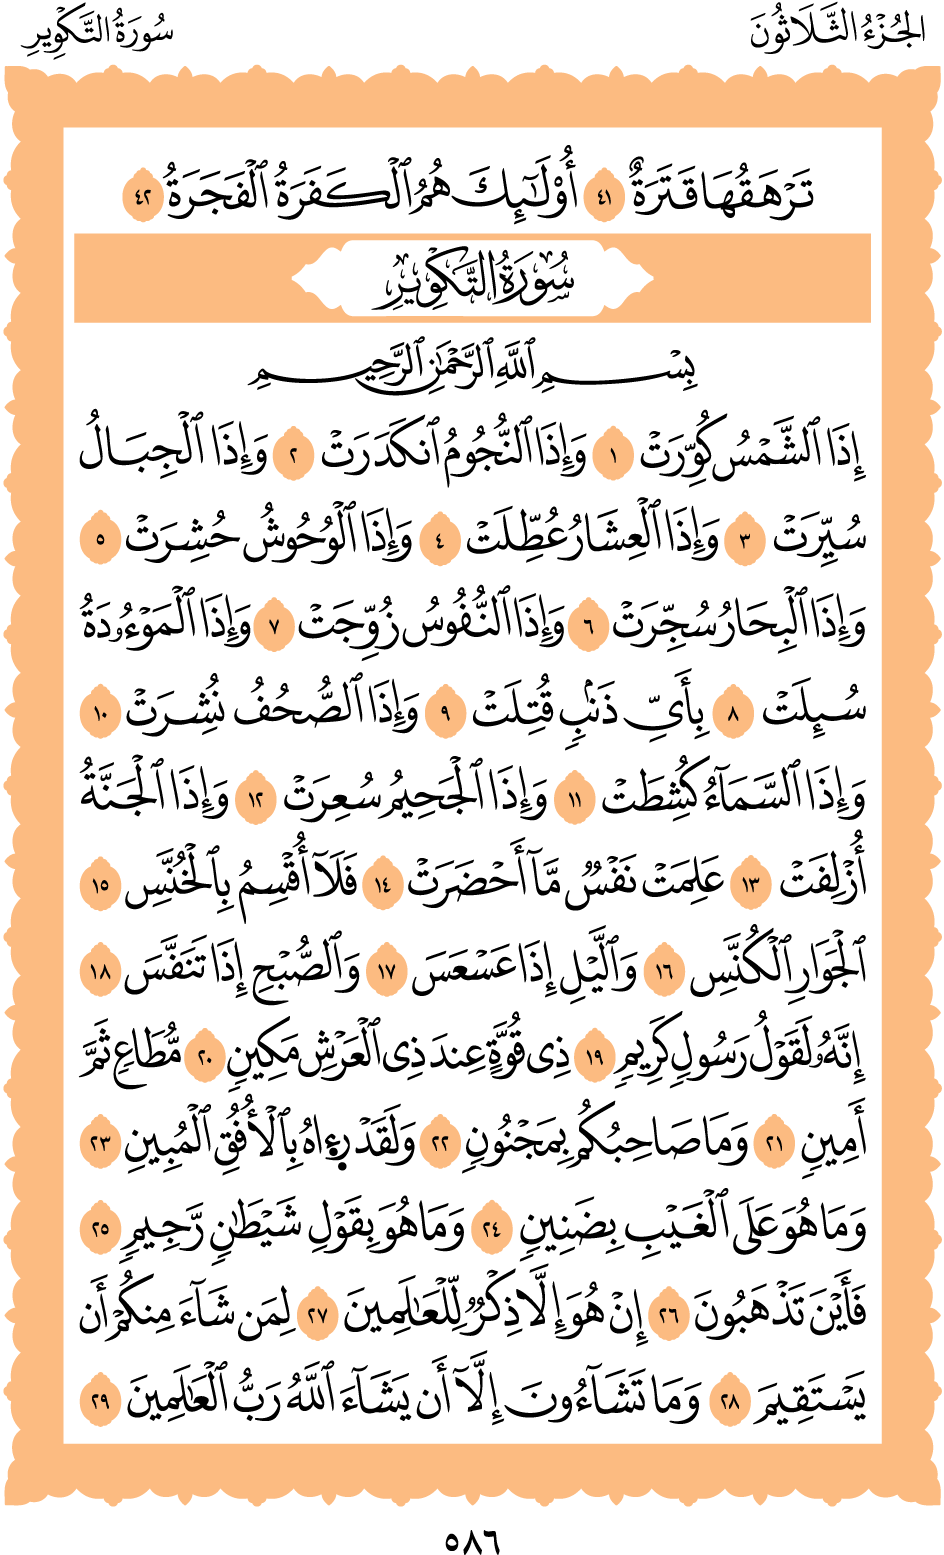 الجُزْءُ الثَّلَاثُونَ
سُورَةُ التَّكْوِيرِ
تَرْهَقُهَا قَتَرَةٌ ٤١ أُو۟لَـٰٓئِكَ هُمُ ٱلْكَفَرَةُ ٱلْفَجَرَةُ ٤٢
سُورَةُ التَّكْوِيرِ
بِسْمِ ٱللَّهِ ٱلرَّحْمَـٰنِ ٱلرَّحِيمِ
إِذَا ٱلشَّمْسُ كُوِّرَتْ ١ وَإِذَا ٱلنُّجُومُ ٱنكَدَرَتْ ٢ وَإِذَا ٱلْجِبَالُ
سُيِّرَتْ ٣ وَإِذَا ٱلْعِشَارُ عُطِّلَتْ ٤ وَإِذَا ٱلْوُحُوشُ حُشِرَتْ ٥
وَإِذَا ٱلْبِحَارُ سُجِّرَتْ ٦ وَإِذَا ٱلنُّفُوسُ زُوِّجَتْ ٧ وَإِذَا ٱلْمَوْءُۥدَةُ
سُئِلَتْ ٨ بِأَىِّ ذَنۢبٍ قُتِلَتْ ٩ وَإِذَا ٱلصُّحُفُ نُشِرَتْ ١٠
وَإِذَا ٱلسَّمَآءُ كُشِطَتْ ١١ وَإِذَا ٱلْجَحِيمُ سُعِرَتْ ١٢ وَإِذَا ٱلْجَنَّةُ
أُزْلِفَتْ ١٣ عَلِمَتْ نَفْسٌ مَّآ أَحْضَرَتْ ١٤ فَلَآ أُقْسِمُ بِٱلْخُنَّسِ ١٥
ٱلْجَوَارِ ٱلْكُنَّسِ ١٦ وَٱلَّيْلِ إِذَا عَسْعَسَ ١٧ وَٱلصُّبْحِ إِذَا تَنَفَّسَ ١٨
إِنَّهُۥ لَقَوْلُ رَسُولٍ كَرِيمٍ ١٩ ذِى قُوَّةٍ عِندَ ذِى ٱلْعَرْشِ مَكِينٍ ٢٠ مُّطَاعٍ ثَمَّ
أَمِينٍ ٢١ وَمَا صَاحِبُكُم بِمَجْنُونٍ ٢٢ وَلَقَدْ رِءَاهُ بِٱلْأُفُقِ ٱلْمُبِينِ ٢٣
وَمَا هُوَ عَلَى ٱلْغَيْبِ بِضَنِينٍ ٢٤ وَمَا هُوَ بِقَوْلِ شَيْطَـٰنٍ رَّجِيمٍ ٢٥
فَأَيْنَ تَذْهَبُونَ ٢٦ إِنْ هُوَ إِلَّا ذِكْرٌ لِّلْعَـٰلَمِينَ ٢٧ لِمَن شَآءَ مِنكُمْ أَن
يَسْتَقِيمَ ٢٨ وَمَا تَشَآءُونَ إِلَّآ أَن يَشَآءَ ٱللَّهُ رَبُّ ٱلْعَـٰلَمِينَ ٢٩
٥٨٦